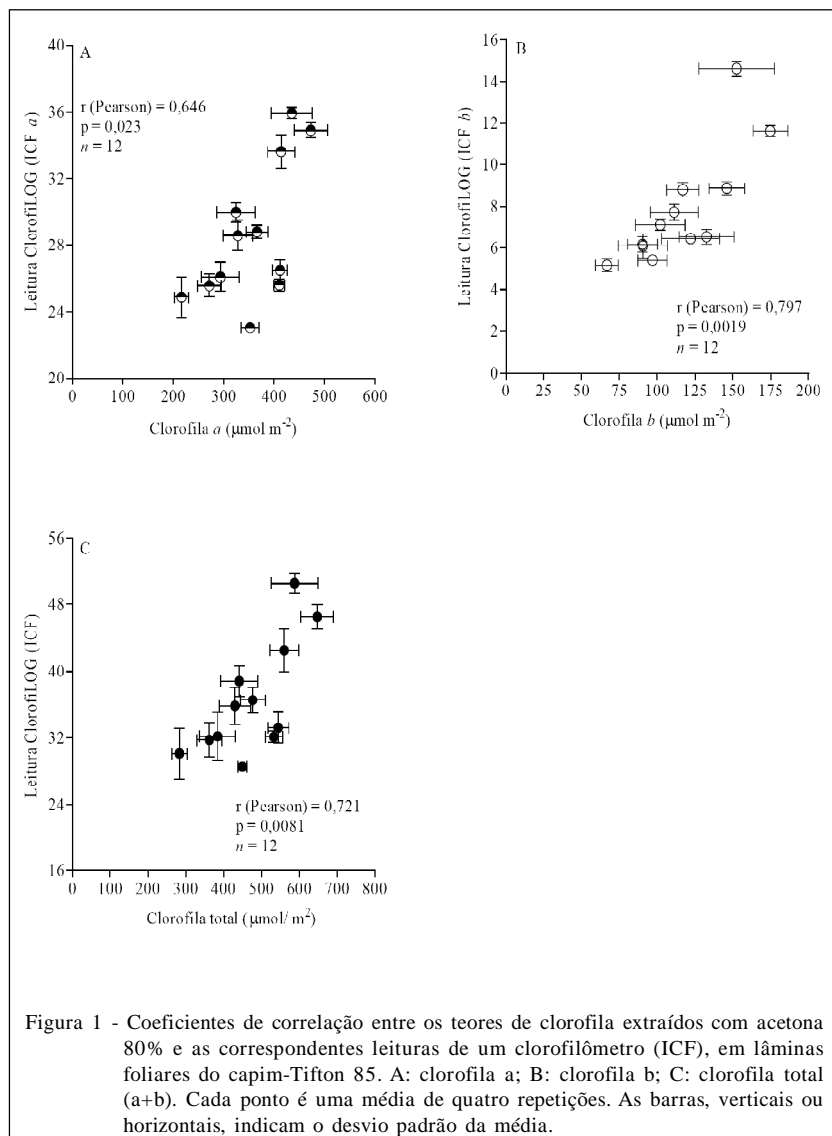 A
r (Pearson) = 0,646
p = 0,023
n = 12
Leitura ClorofiLOG (ICF a)
40
36
32
28
24
20
0 100 200 300 400 500 600
Clorofila a (µmol m-2)
B
Leitura ClorofiLOG (ICF b)
16
14
12
10
8
6
4
2
0
r (Pearson) = 0,797
p = 0,0019
n = 12
0 25 50 75 100 125 150 175 200
Clorofila b (µmol m-2)
C
Leitura ClorofiLOG (ICF)
56
48
40
32
24
16
r (Pearson) = 0,721
p = 0,0081
n = 12
0 100 200 300 400 500 600 700 800
Clorofila total (µmol/ m2)
Figura 1 - Coeficientes de correlação entre os teores de clorofila extraídos com acetona
80% e as correspondentes leituras de um clorofilômetro (ICF), em lâminas
foliares do capim-Tifton 85. A: clorofila a; B: clorofila b; C: clorofila total
(a+b). Cada ponto é uma média de quatro repetições. As barras, verticais ou
horizontais, indicam o desvio padrão da média.